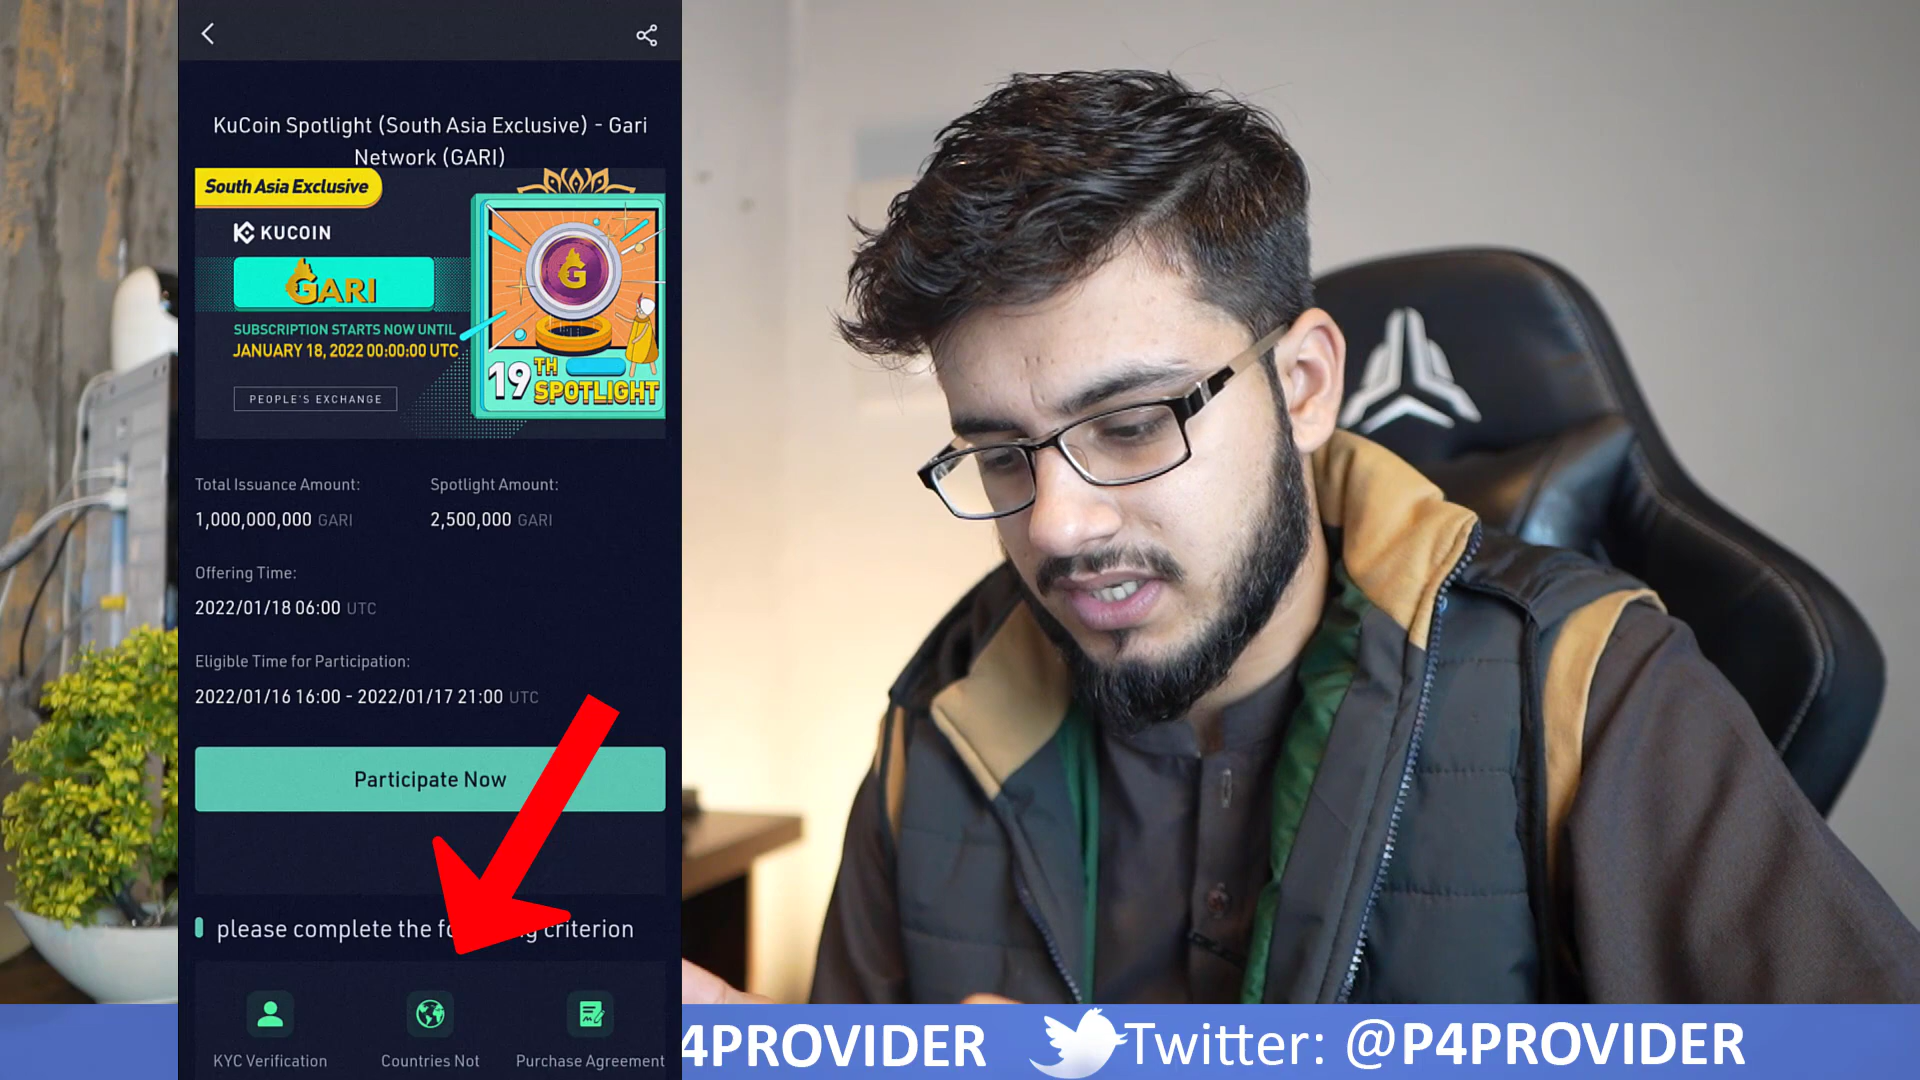 KuCoin Spotlight (South Asia Exclusive) - Gari
Network (GARI)
South Asia Exclusive
KUCOIN
GARI
SUBSCRIPTION STARTS NOW UNTIL
JANUARY 18, 2022 00:00:00 UTC
PEOPLE'S EXCHANGE
G
19TH
SPOTLIGHT
Total Issuance Amount:
Spotlight Amount:
1,000,000,000 GARI
2,500,000 GARI
Offering Time:
2022/01/18 06:00 UTC
Eligible Time for Participation:
2022/01/16 16:00 - 2022/01/17 21:00 UTC
Participate Now
please complete the criterion
KYC Verification
Countries Not
Purchase Agreement
4PROVIDER
Twitter: @P4PROVIDER